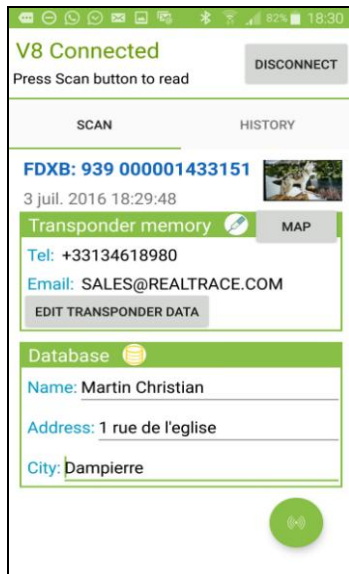 82% 18:30
V8 Connected
Press Scan button to read
DISCONNECT
SCAN HISTORY
FDXB: 939 000001433151
3 juil. 2016 18:29:48
Transponder memory MAP
Tel: +33134618980
Email: SALES@REALTRACE.COM
EDIT TRANSPONDER DATA
Database
Name: Martin Christian
Address: 1 rue de l'eglise
City: Dampierre